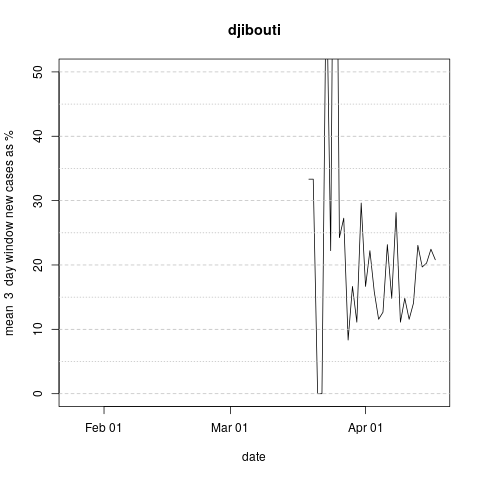 djibouti
mean  3  day window new cases as %
50
40
30
20
10
0
Feb 01
Mar 01
Apr 01
date